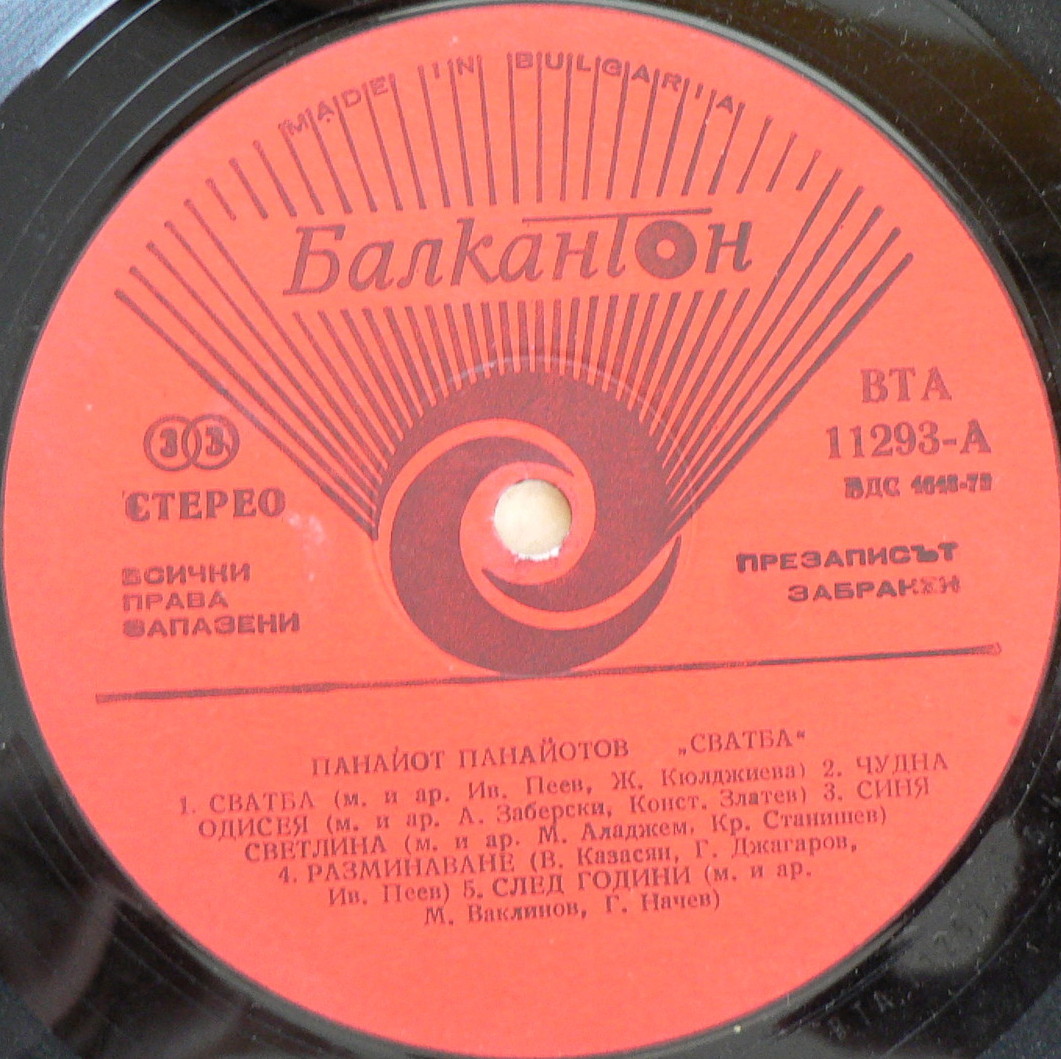 MADE IN BULGARIA
Балкантон
ВТА
11293-А
33
СТЕРЕО
ВСИЧКИ
ПРАВА
ЗАПАЗЕНИ
БДС
ПРЕЗАПИСЪТ
ЗАБРАНЕН
ПАНАЙОТ ПАНАЙОТОВ „СВАТБА“
1. СВАТБА (м. и ар. Ив. Пеев, Ж. Кюлджиева) 2. ЧУДНА
ОДИСЕЯ (м. и ар. А. Заберски, Конст. Златев) 3. СИНЯ
СВЕТЛИНА (м. и ар. М. Аладжем, Кр. Станишев)
4. РАЗМИНАВАНЕ (В. Казасян, Г. Джагаров,
Ив. Пеев) 5. СЛЕД ГОДИНИ (м. и ар.
М. Ваклинов, Г. Начев)